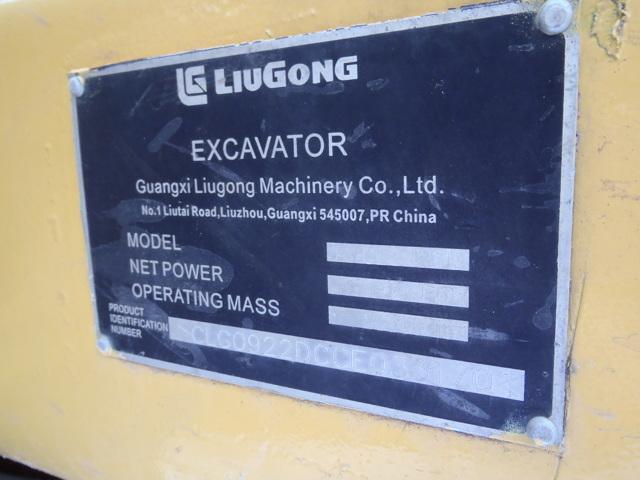 LG LIUGONG
EXCAVATOR
Guangxi Liugong Machinery Co.,Ltd.
No.1 Liutai Road,Liuzhou,Guangxi 545007,PR China
MODEL
NET POWER
OPERATING MASS
PRODUCT
IDENTIFICATION
NUMBER